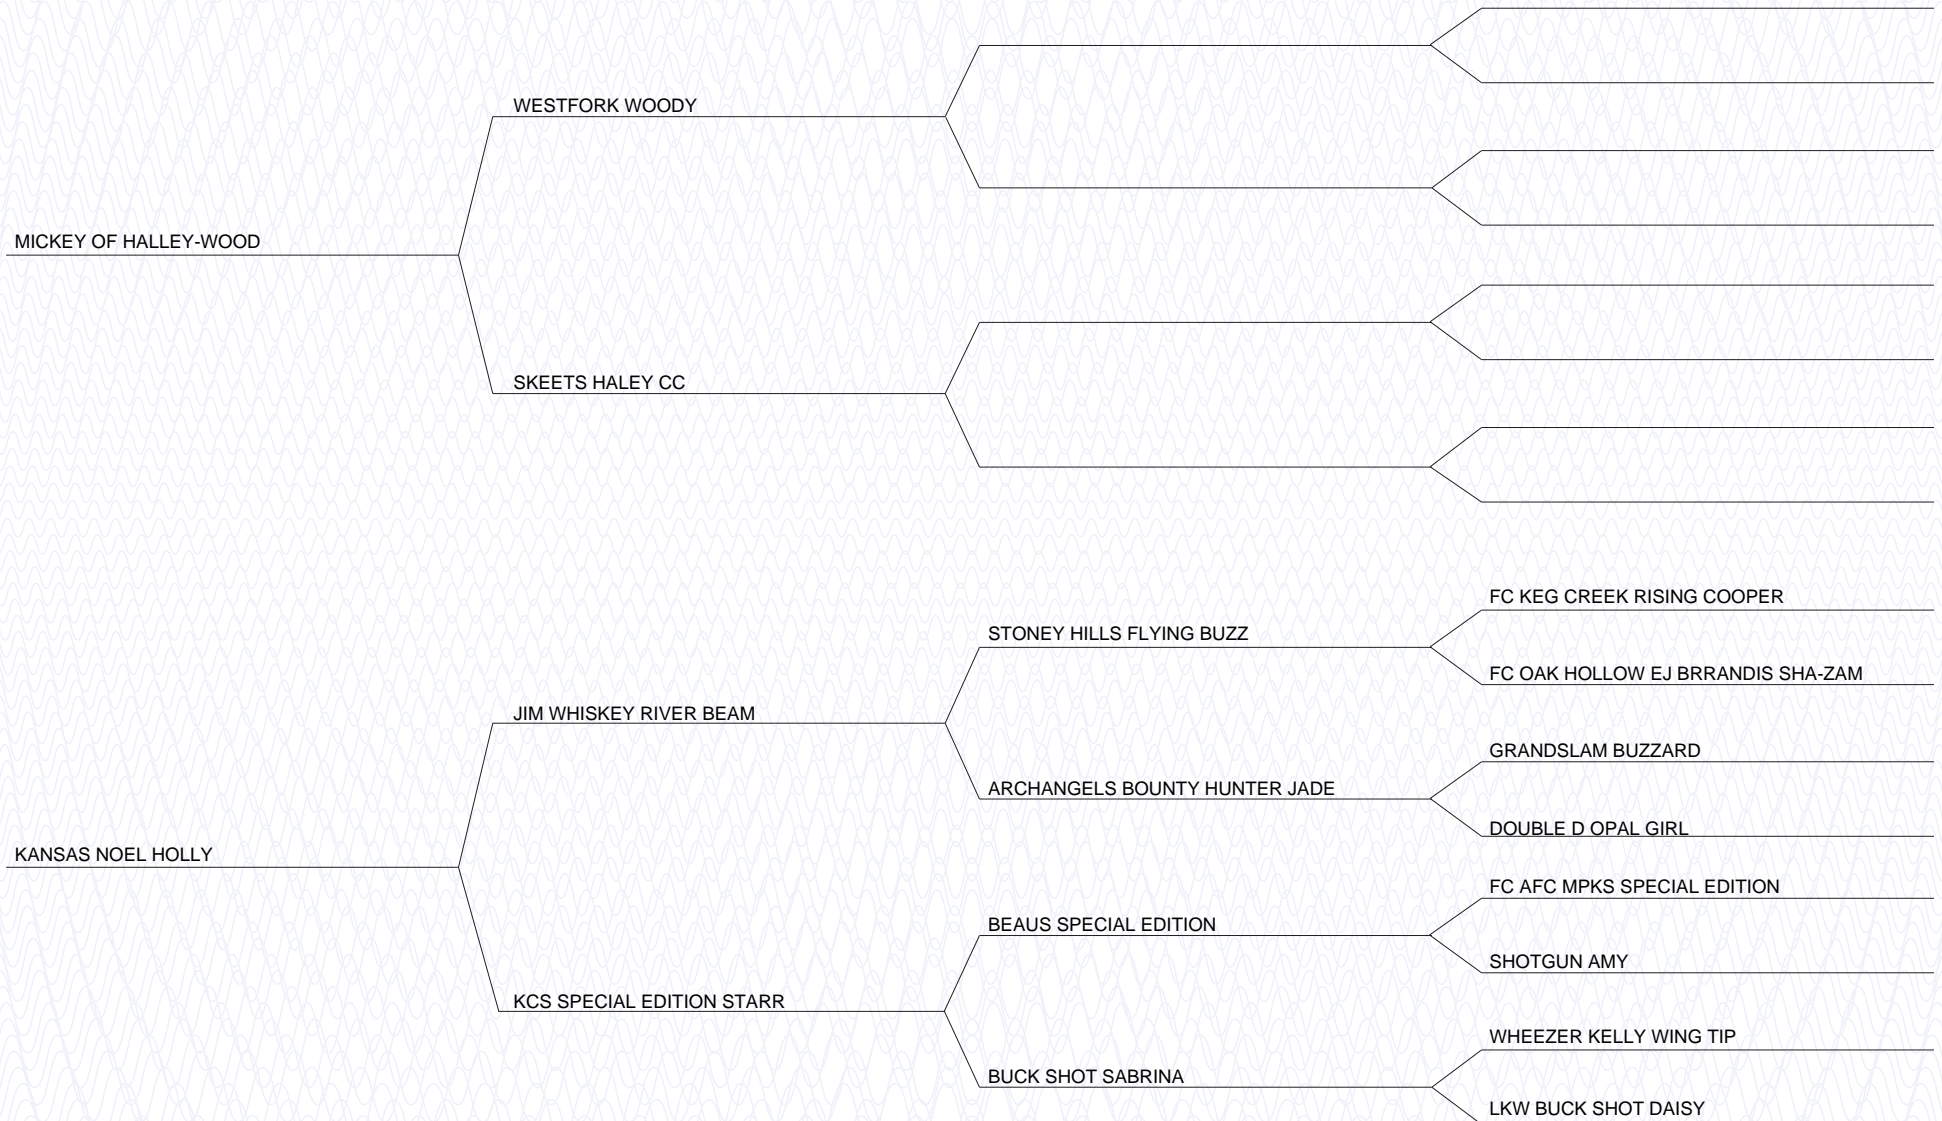 WESTFORK WOODY
MICKEY OF HALLEY-WOOD
SKEETS HALEY CC
FC KEG CREEK RISING COOPER
STONEY HILLS FLYING BUZZ
FC OAK HOLLOW EJ BRRANDIS SHA-ZAM
JIM WHISKEY RIVER BEAM
GRANDSLAM BUZZARD
ARCHANGELS BOUNTY HUNTER JADE
DOUBLE D OPAL GIRL
KANSAS NOEL HOLLY
FC AFC MPKS SPECIAL EDITION
BEAUS SPECIAL EDITION
SHOTGUN AMY
KCS SPECIAL EDITION STARR
WHEEZER KELLY WING TIP
BUCK SHOT SABRINA
LKW BUCK SHOT DAISY